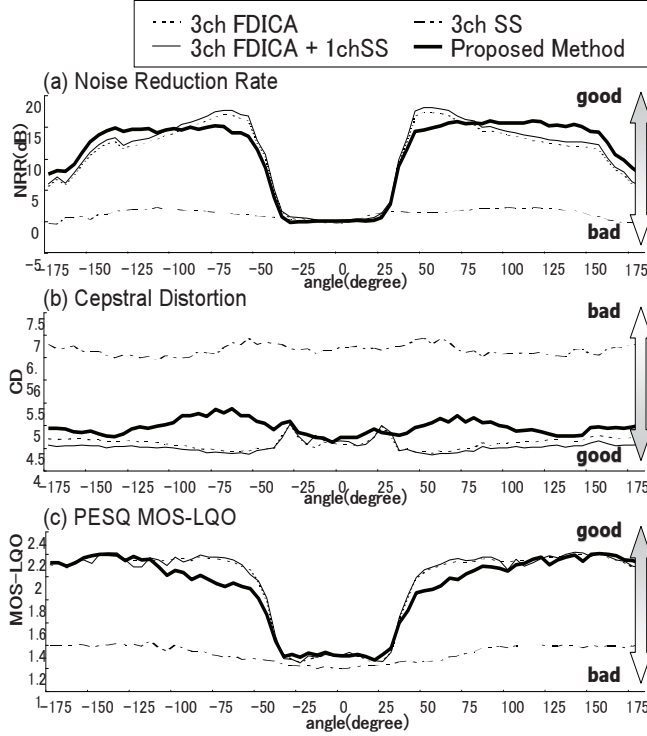 3ch FDICA
3ch SS
3ch FDICA + 1chSS
Proposed Method
(a) Noise Reduction Rate
good
20
15
10
5
0
-5
NRR(dB)
bad
-175 -150 -125 -100 -75 -50 -25 0 25 50 75 100 125 150 175
angle(degree)
(b) Cepstral Distortion
bad
7.5
7
56
5.5
5
4.5
4
CD
good
-175 -150 -125 -100 -75 -50 -25 0 25 50 75 100 125 150 175
angle(degree)
(c) PESQ MOS-LQO
good
2.4
2.2
1.8
1.6
1.4
1.2
1
MOS-LQO
bad
-175 -150 -125 -100 -75 -50 -25 0 25 50 75 100 125 150 175
angle(degree)